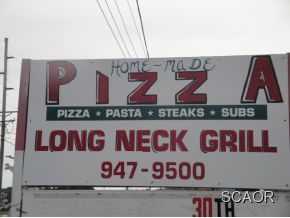 HOME-MADE
PIZZA
PIZZA ★ PASTA ★ STEAKS ★ SUBS
LONG NECK GRILL
947-9500
30TH
SCAOR